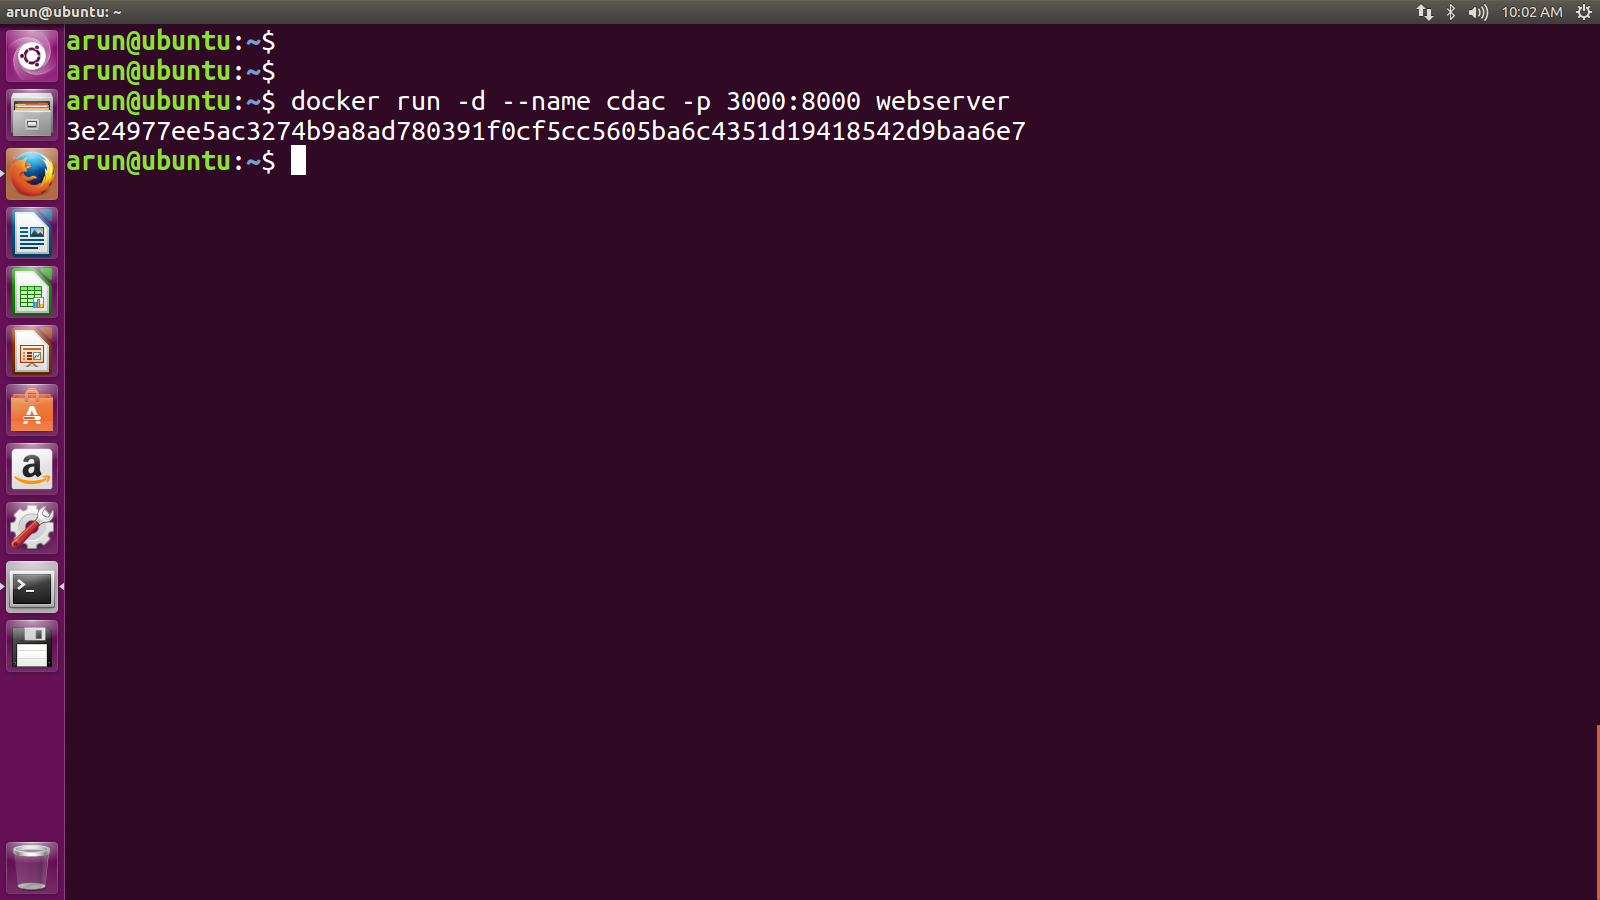 arun@ubuntu: ~
10:02 AM
arun@ubuntu:~$
arun@ubuntu:~$
arun@ubuntu:~$ docker run -d --name cdac -p 3000:8000 webserver
3e24977ee5ac3274b9a8ad780391f0cf5cc5605ba6c4351d19418542d9baa6e7
arun@ubuntu:~$